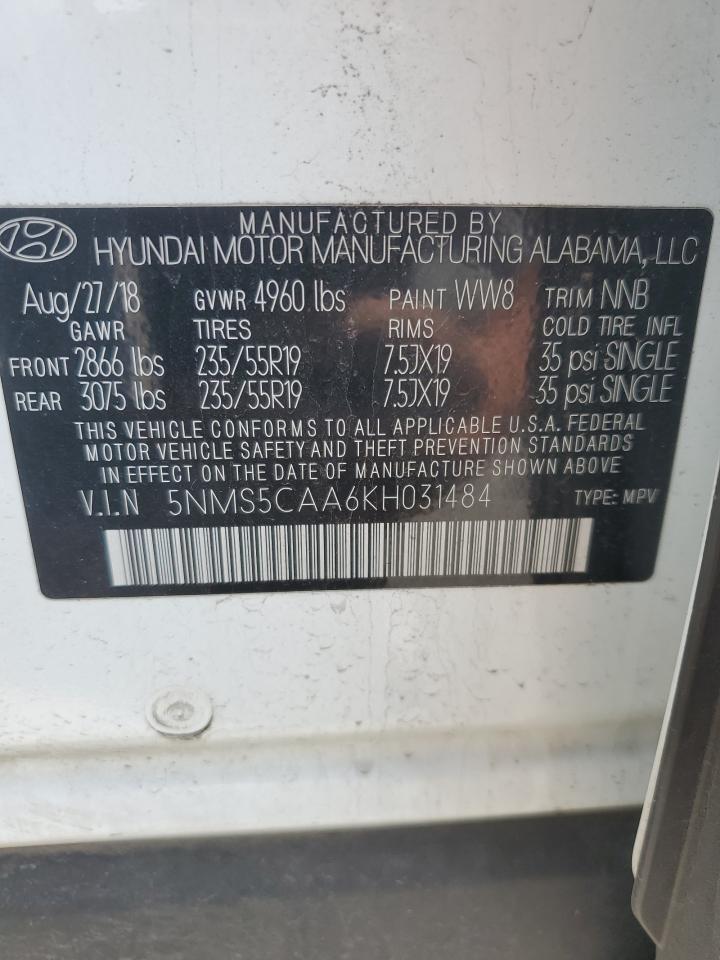 MANUFACTURED BY
HYUNDAI MOTOR MANUFACTURING ALABAMA, LLC
Aug/27/18 GVWR 4960 lbs PAINT WW8 TRIM NNB
GAWR TIRES RIMS COLD TIRE INFL
FRONT 2866 lbs 235/55R19 7.5JX19 35 psi SINGLE
REAR 3075 lbs 235/55R19 7.5JX19 35 psi SINGLE
THIS VEHICLE CONFORMS TO ALL APPLICABLE U.S.A. FEDERAL
MOTOR VEHICLE SAFETY AND THEFT PREVENTION STANDARDS
IN EFFECT ON THE DATE OF MANUFACTURE SHOWN ABOVE.
V.I.N 5NMS5CAA6KH031484 TYPE: MPV